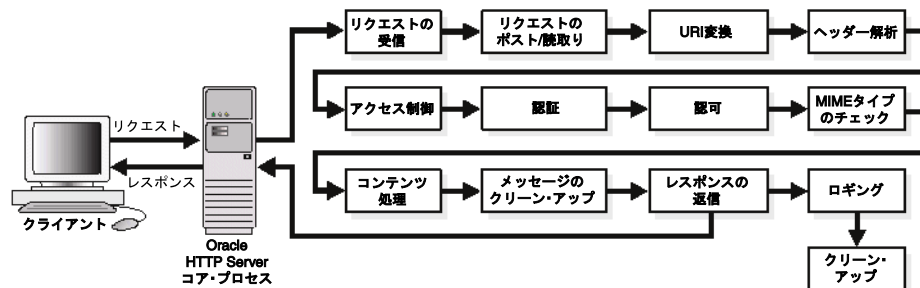 リクエストの
受信
リクエストの
ポスト/読取り
URI変換
ヘッダー解析
アクセス制御
認証
認可
MIMEタイプ
のチェック
リクエスト
レスポンス
コンテンツ
処理
メッセージの
クリーン・アップ
レスポンスの
返信
ロギング
クライアント
Oracle
HTTP Server
コア・プロセス
クリーン・
アップ